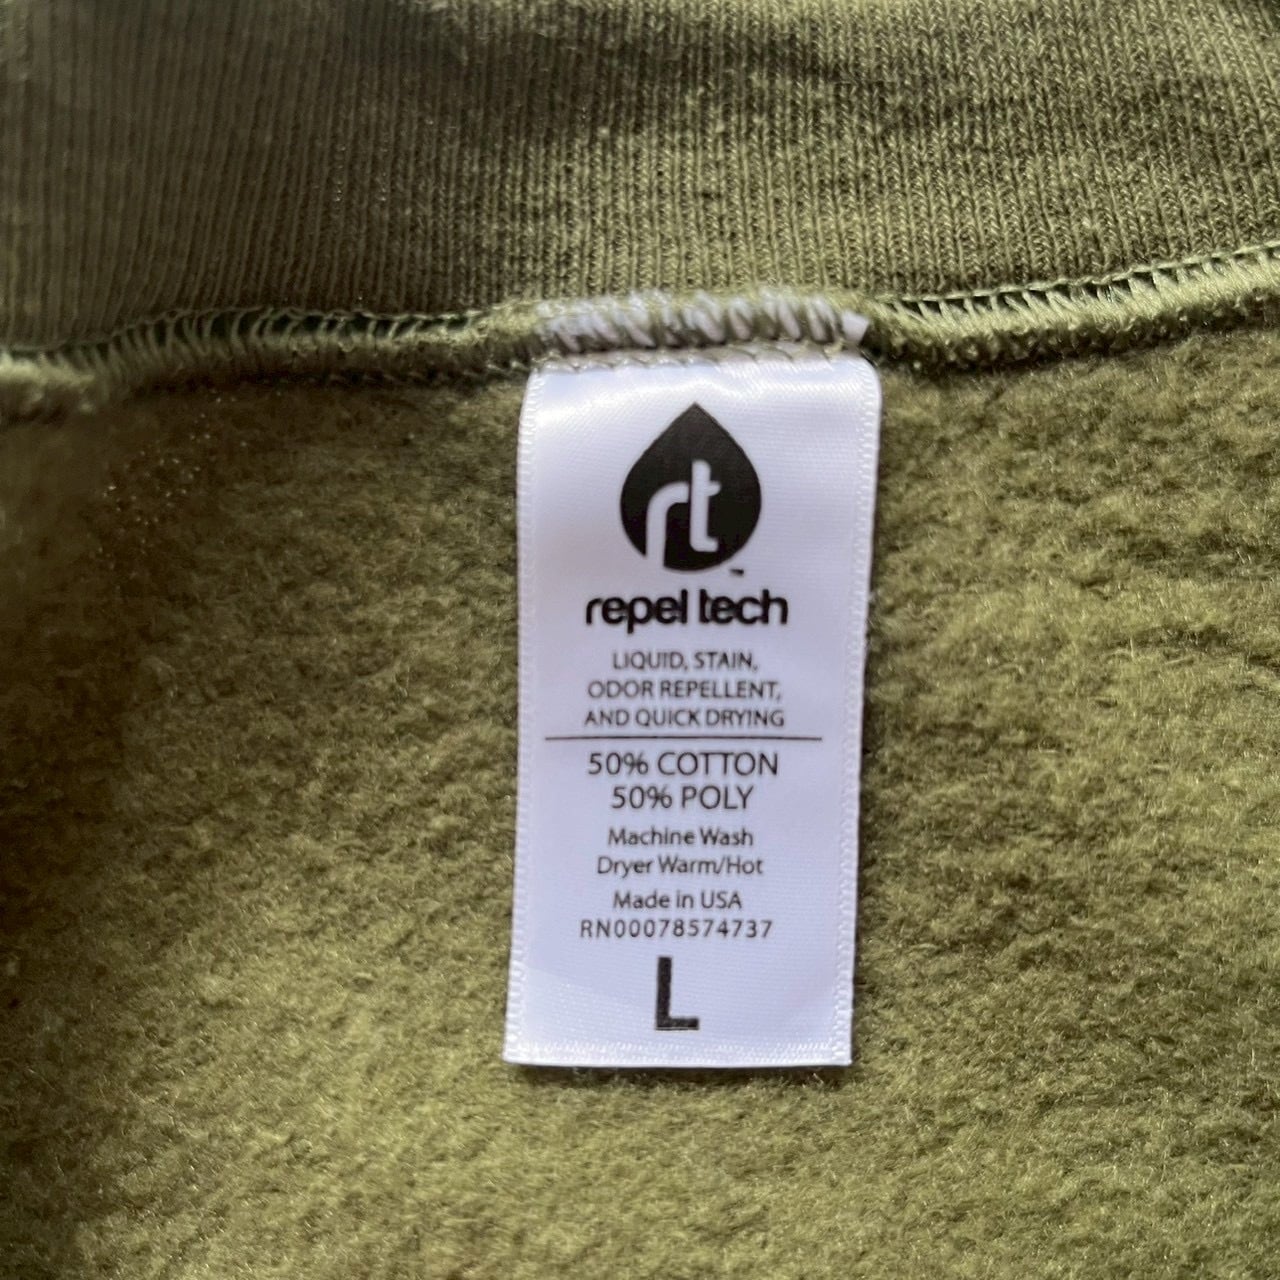 rt
™
repel tech
LIQUID, STAIN,
ODOR REPELLENT,
AND QUICK DRYING
50% COTTON
50% POLY
Machine Wash
Dryer Warm/Hot
Made in USA
RN00078574737
L